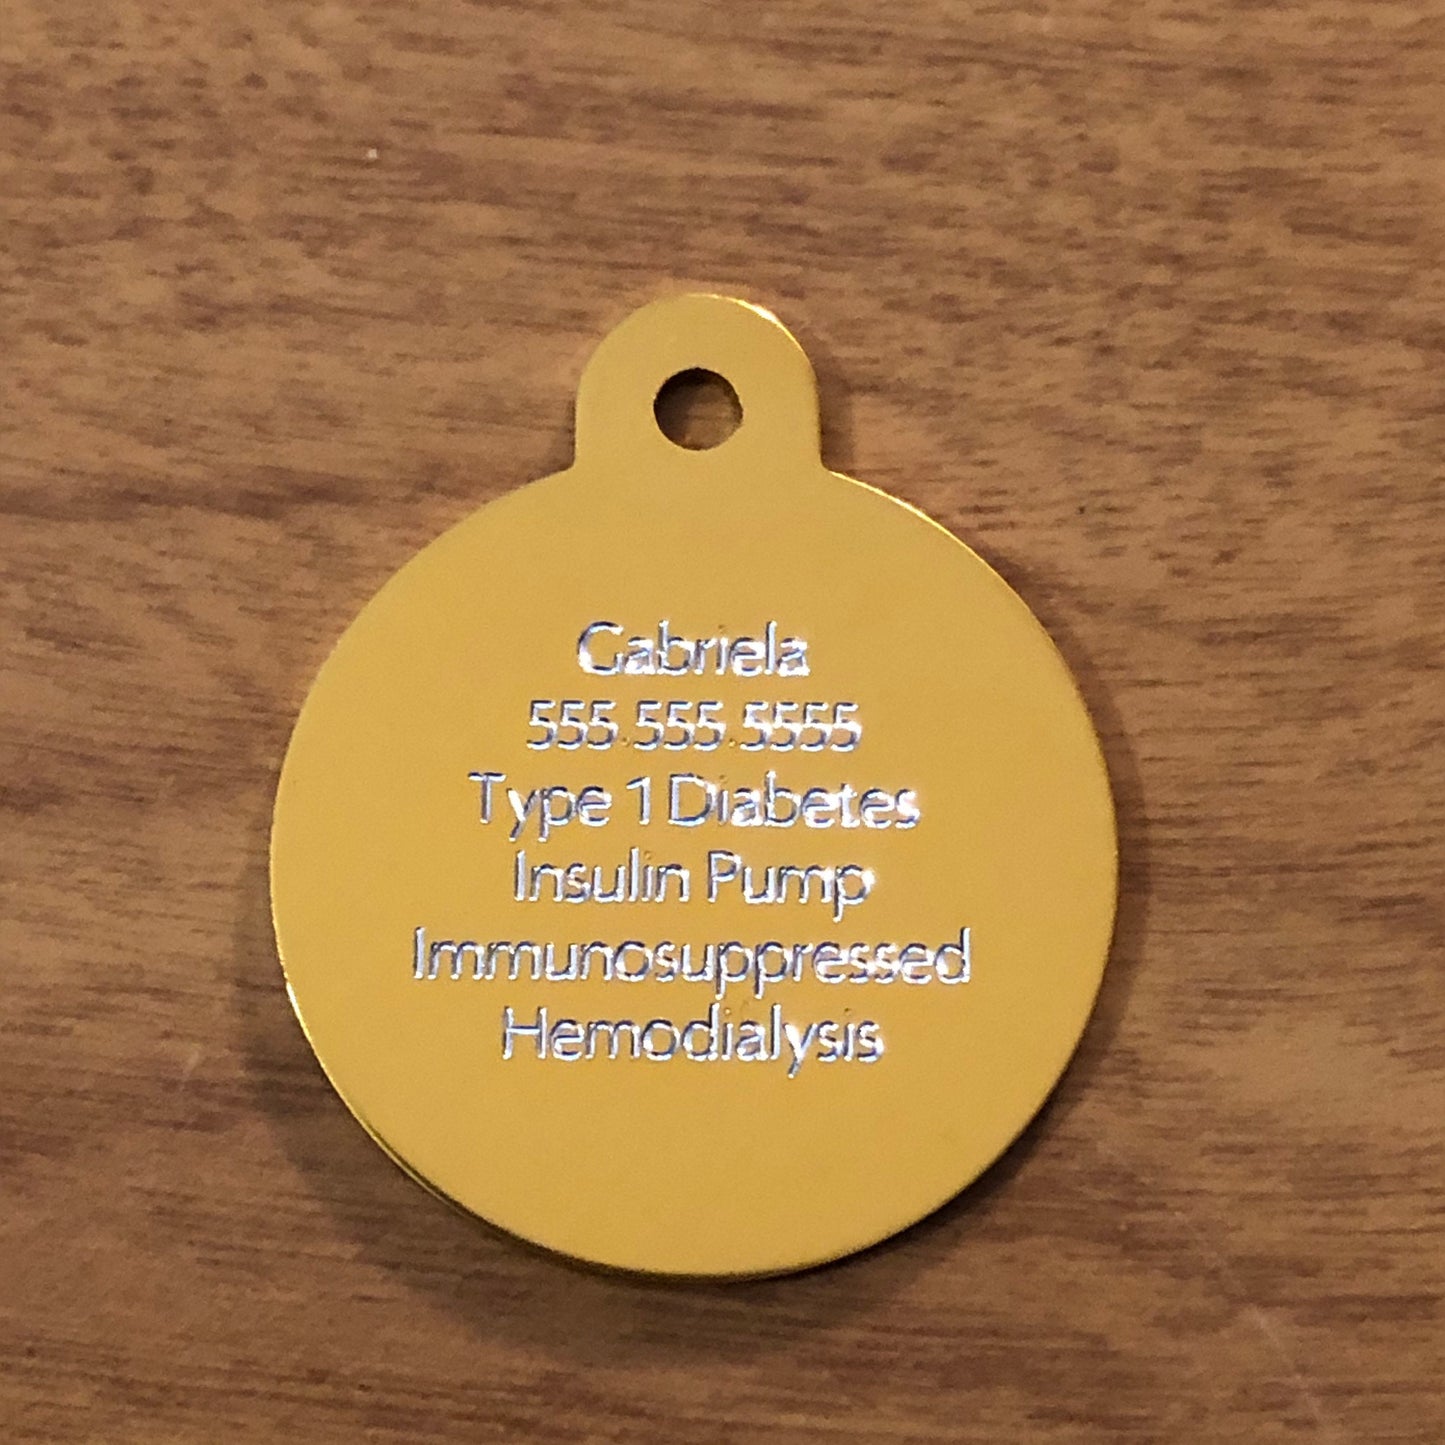 Gabriela
555.555.5555
Type 1 Diabetes
Insulin Pump
Immunosuppressed
Hemodialysis